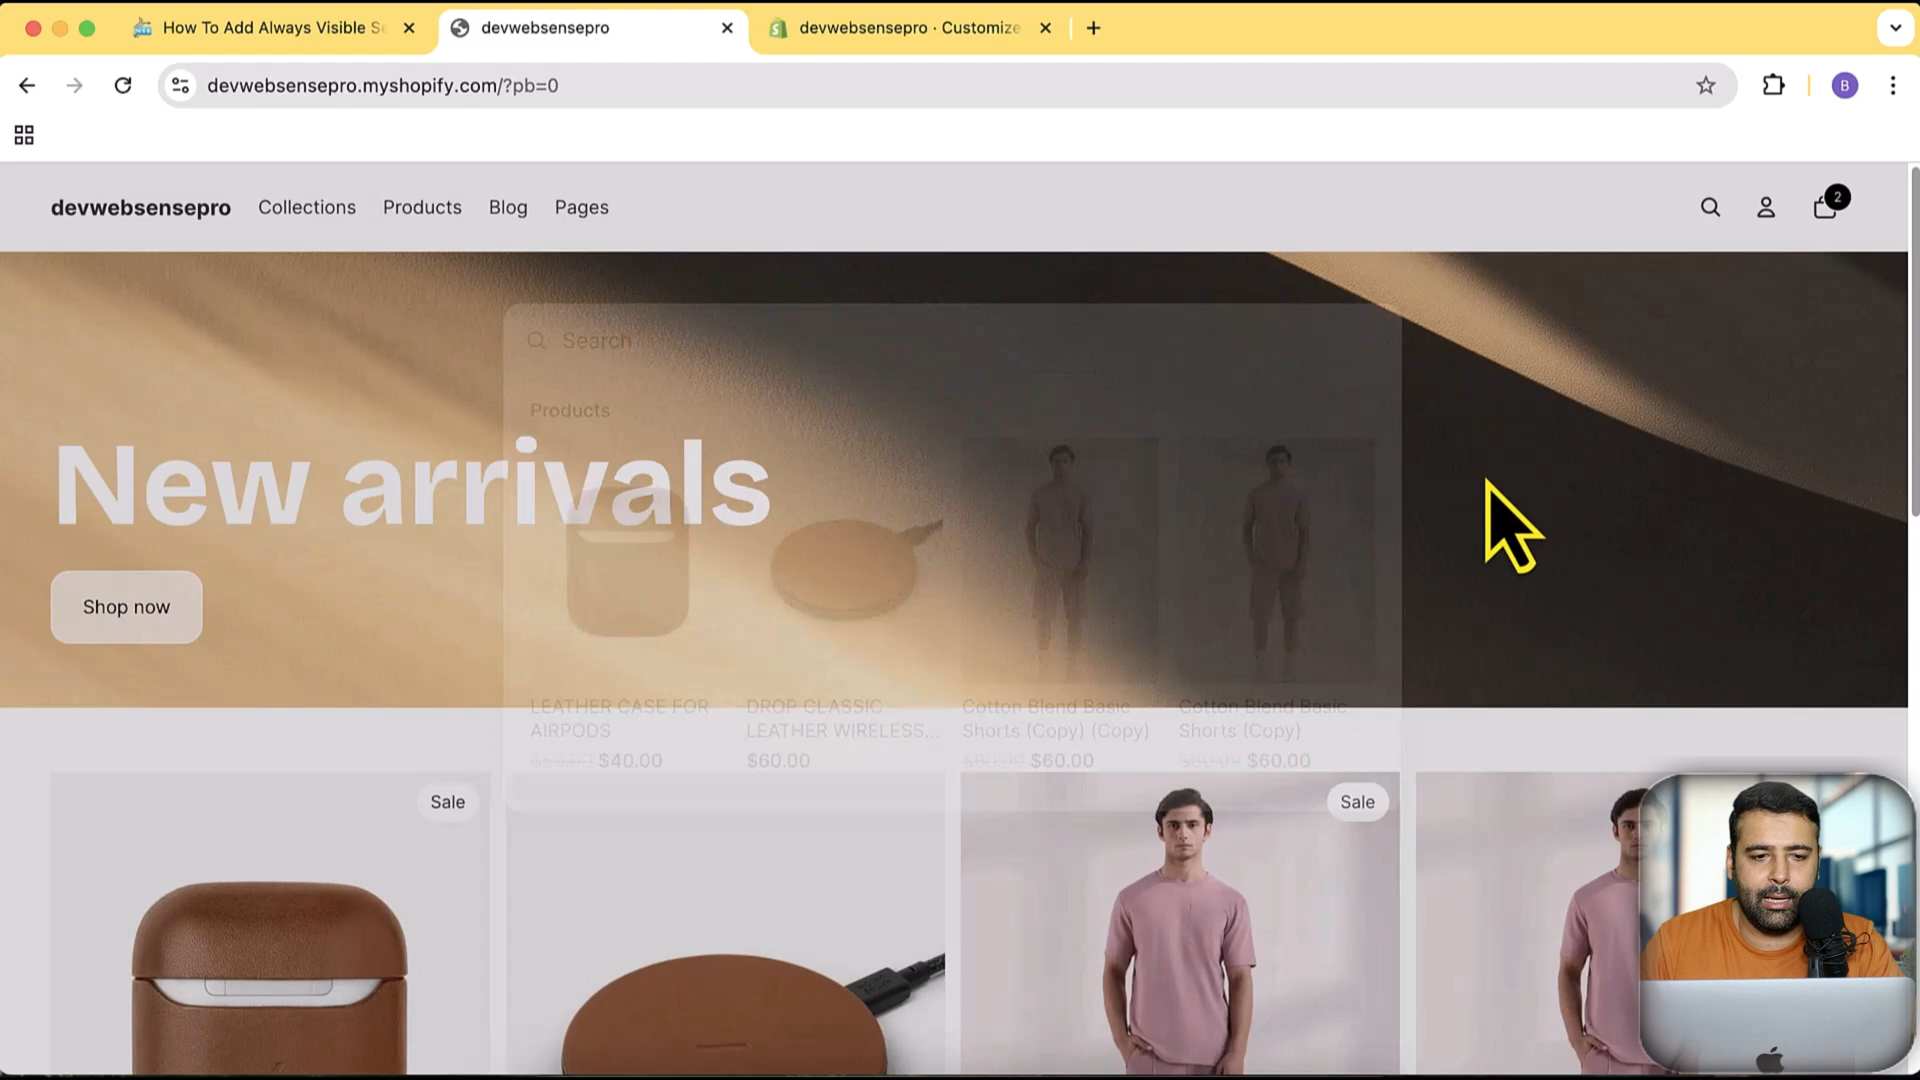 How To Add Always Visible Se
devwebsensepro
devwebsensepro · Customize
devwebsensepro.myshopify.com/?pb=0
B
devwebsensepro
Collections
Products
Blog
Pages
2
Search
Products
New arrivals
Shop now
LEATHER CASE FOR
AIRPODS
$40.00
DROP CLASSIC
LEATHER WIRELESS...
$60.00
Cotton Blend Basic
Shorts (Copy) (Copy)
$60.00
Cotton Blend Basic
Shorts (Copy)
$60.00
Sale
Sale